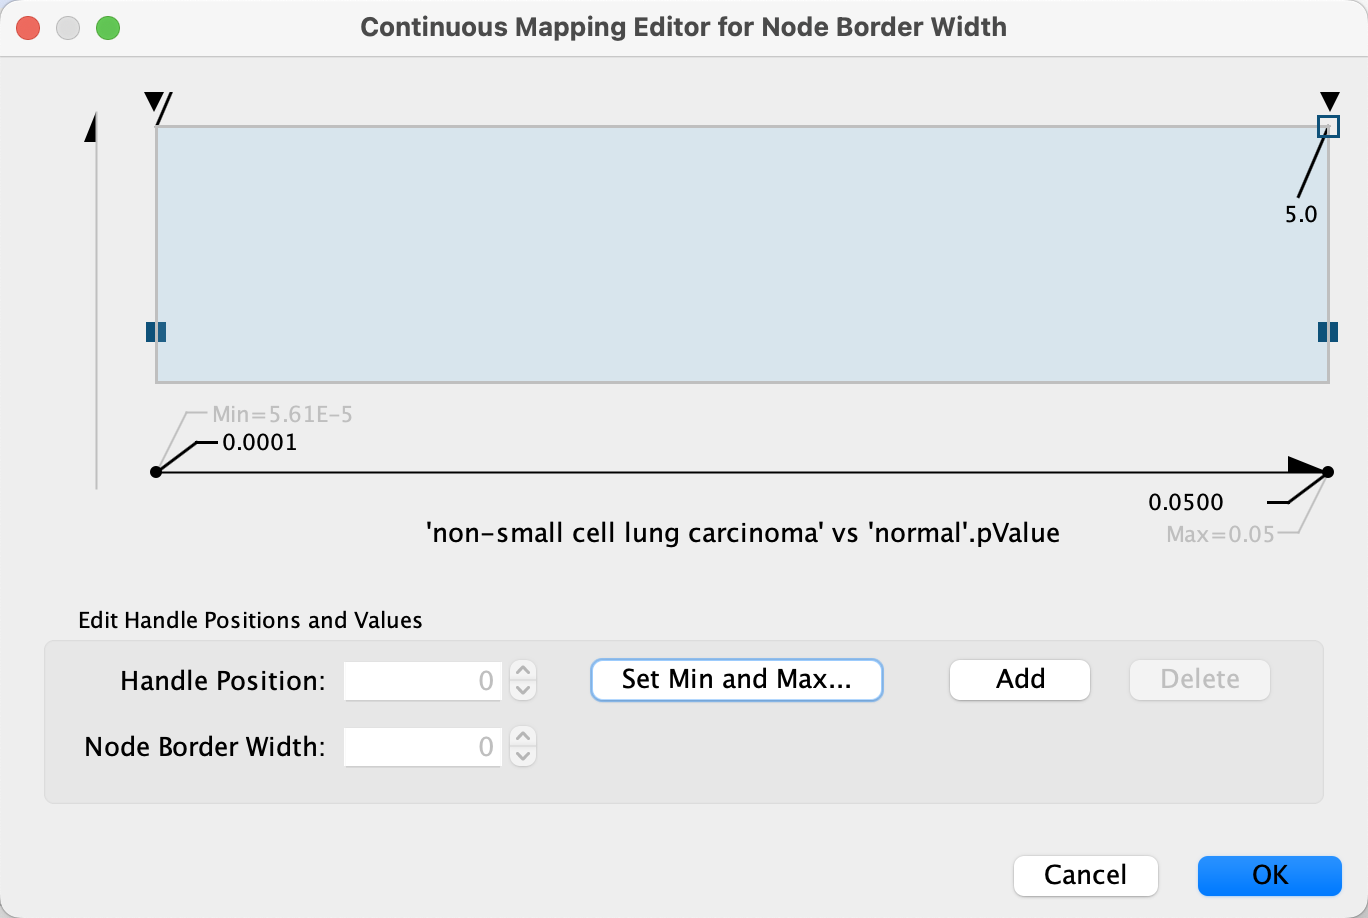 Continuous Mapping Editor for Node Border Width
5.0
Min=5.61E-5
0.0001
0.0500
'non-small cell lung carcinoma' vs 'normal'.pValue
Max=0.05
Edit Handle Positions and Values
Handle Position: 0 Set Min and Max... Add Delete
Node Border Width: 0
Cancel OK